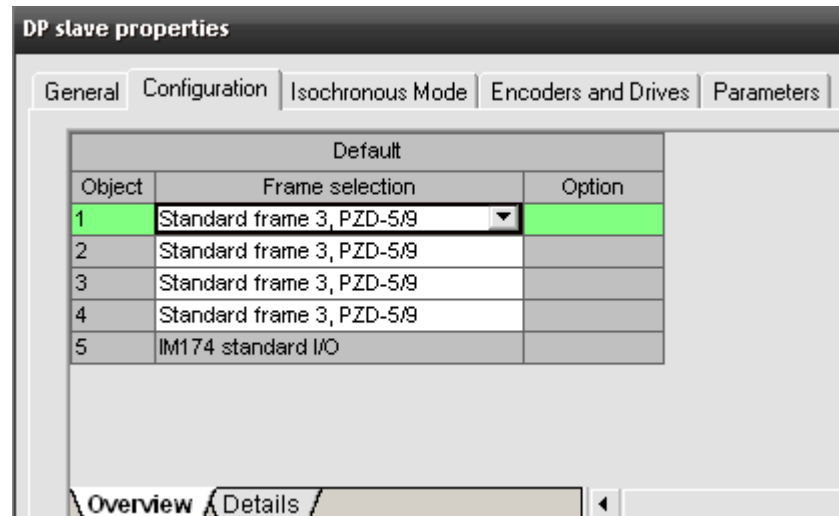 DP slave properties
General Configuration Isochronous Mode Encoders and Drives Parameters
Default
Object Frame selection Option
1 Standard frame 3, PZD-5/9
2 Standard frame 3, PZD-5/9
3 Standard frame 3, PZD-5/9
4 Standard frame 3, PZD-5/9
5 IM174 standard I/O
Overview Details